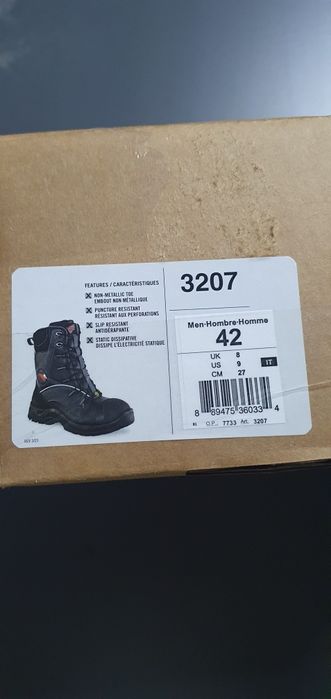 FEATURES / CARACTÉRISTIQUES
NON-METALLIC TOE
EMBOUT NON MÉTALLIQUE
PUNCTURE RESISTANT
RÉSISTANT AUX PERFORATIONS
SLIP RESISTANT
ANTIDÉRAPANTE
STATIC DISSIPATIVE
DISSIPE L'ÉLECTRICITÉ STATIQUE
3207
Men-Hombre-Homme
42
UK 8
US 9
CM 27
IT
8 89475 36033 4
O.P. 7733 Art. 3207